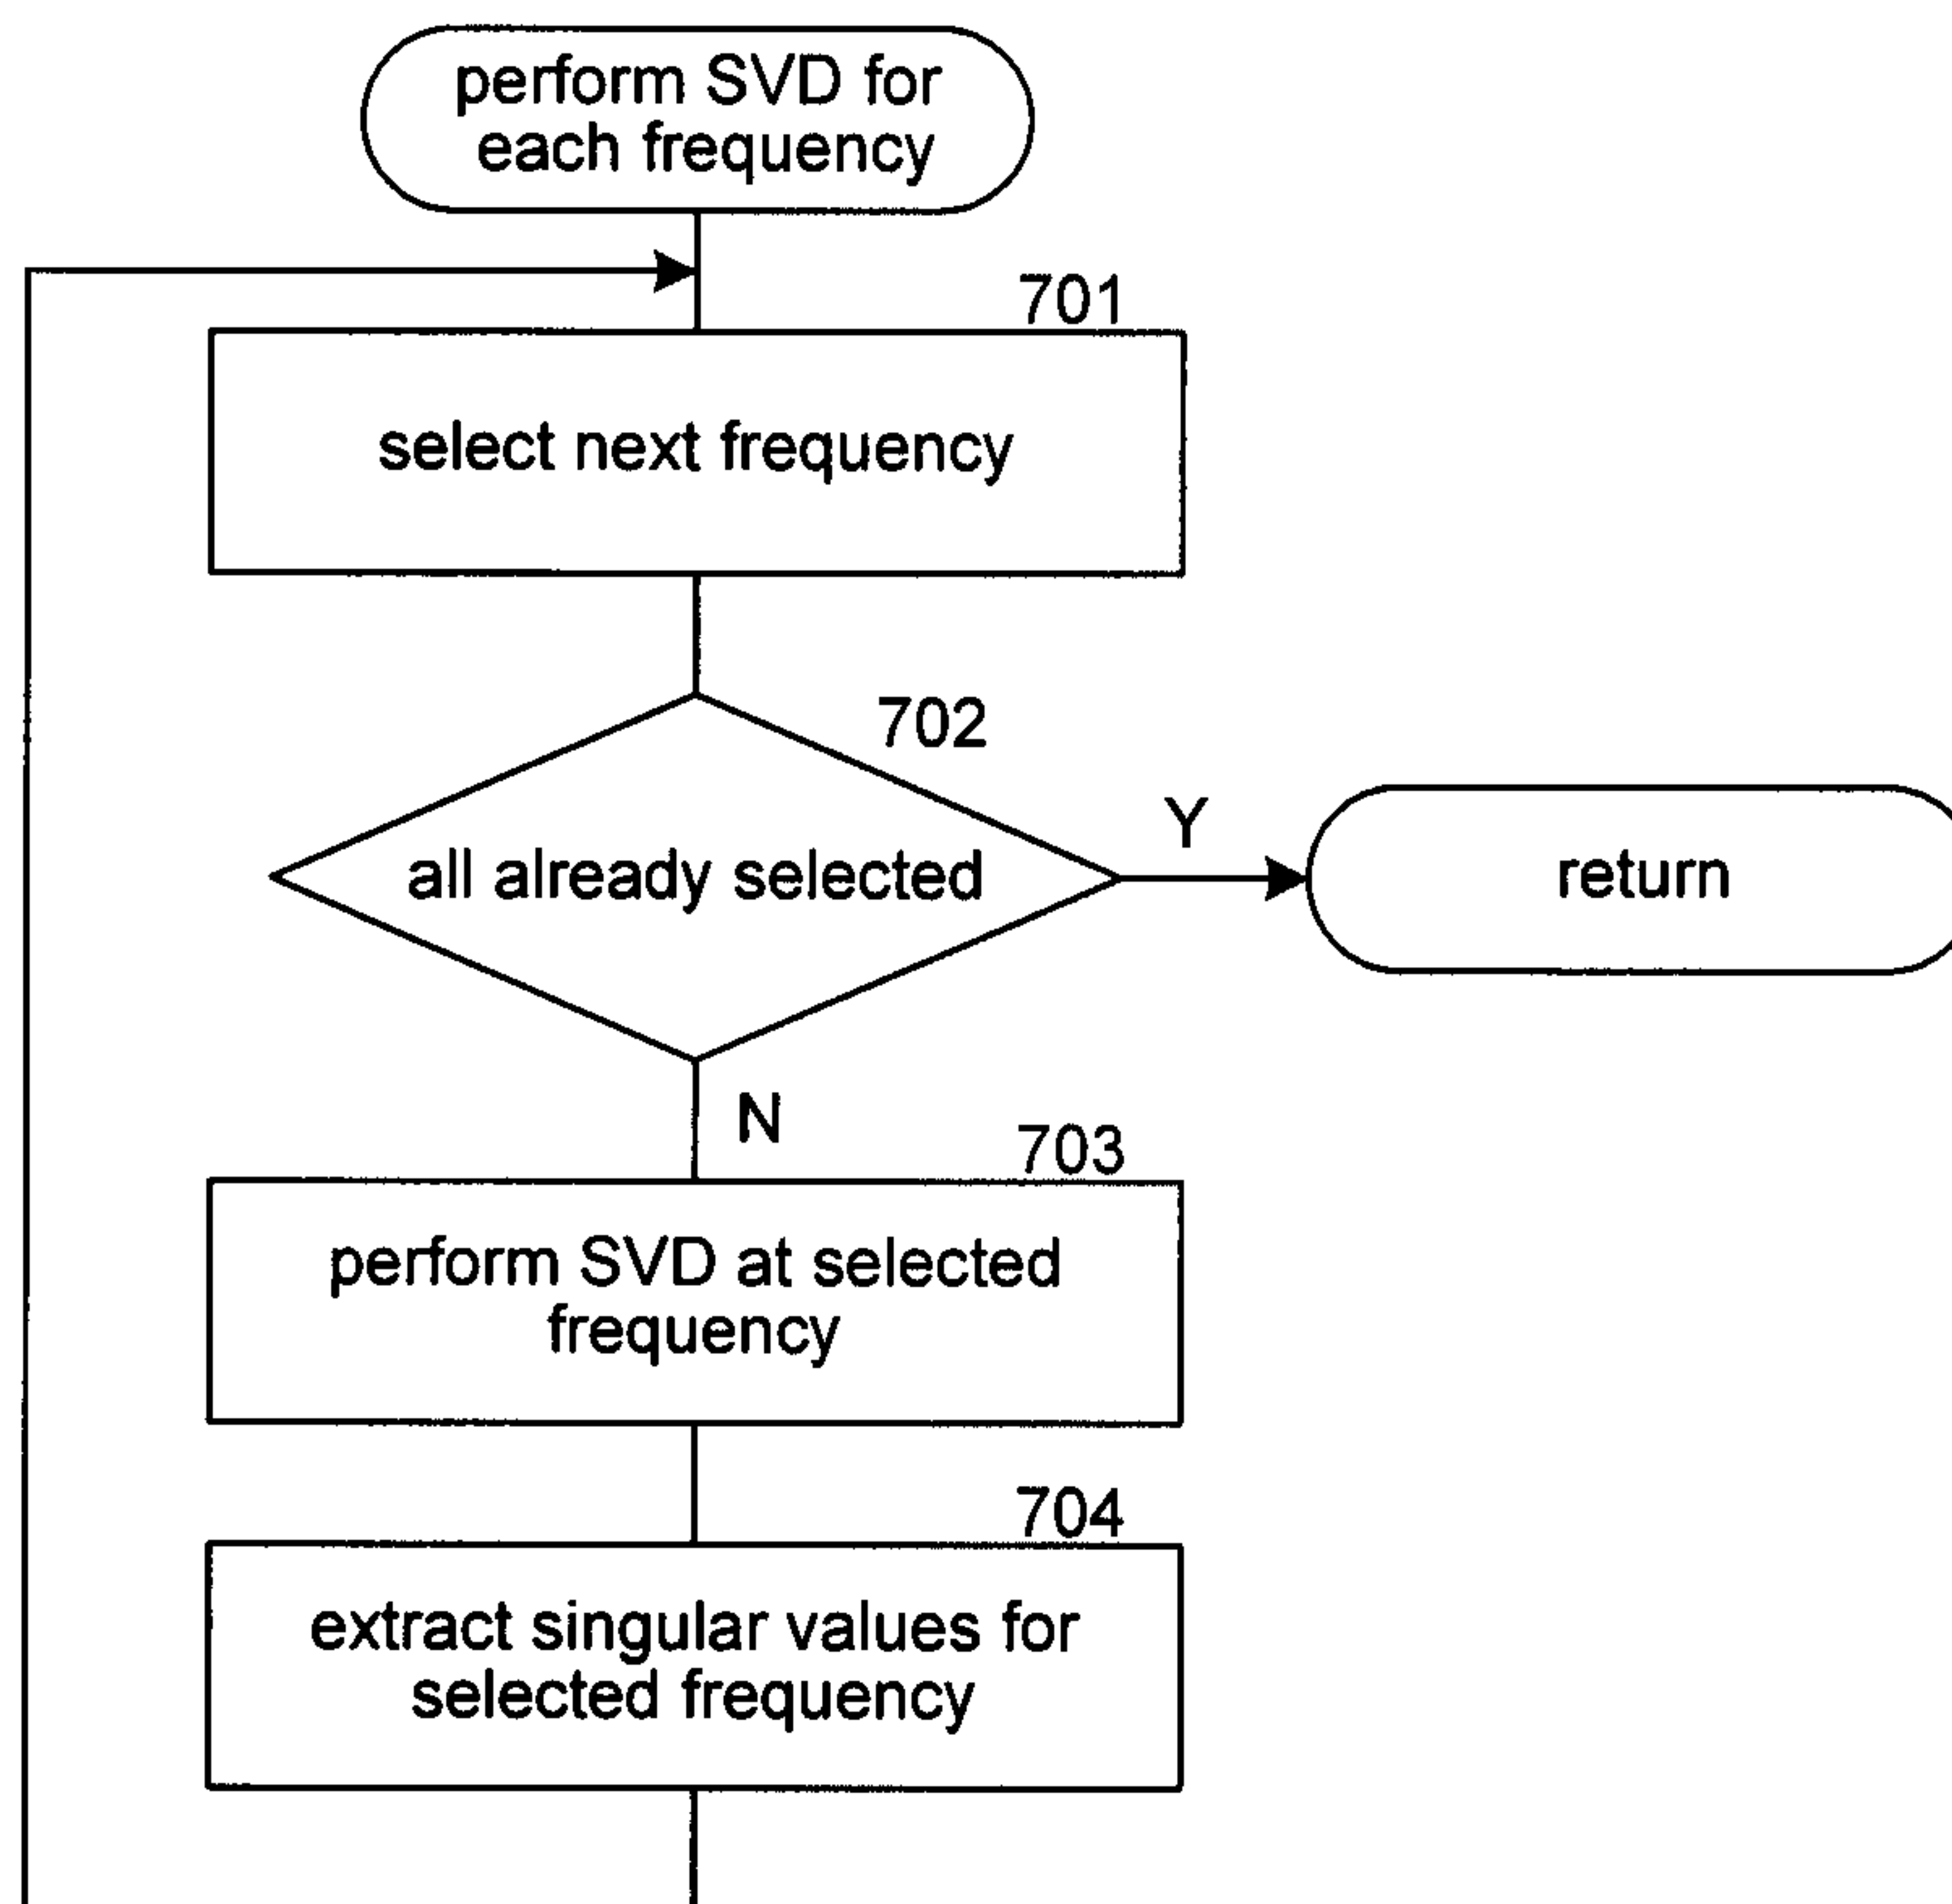 perform SVD for
each frequency
701
select next frequency
702
all already selected
Y
return
N
703
perform SVD at selected
frequency
704
extract singular values for
selected frequency